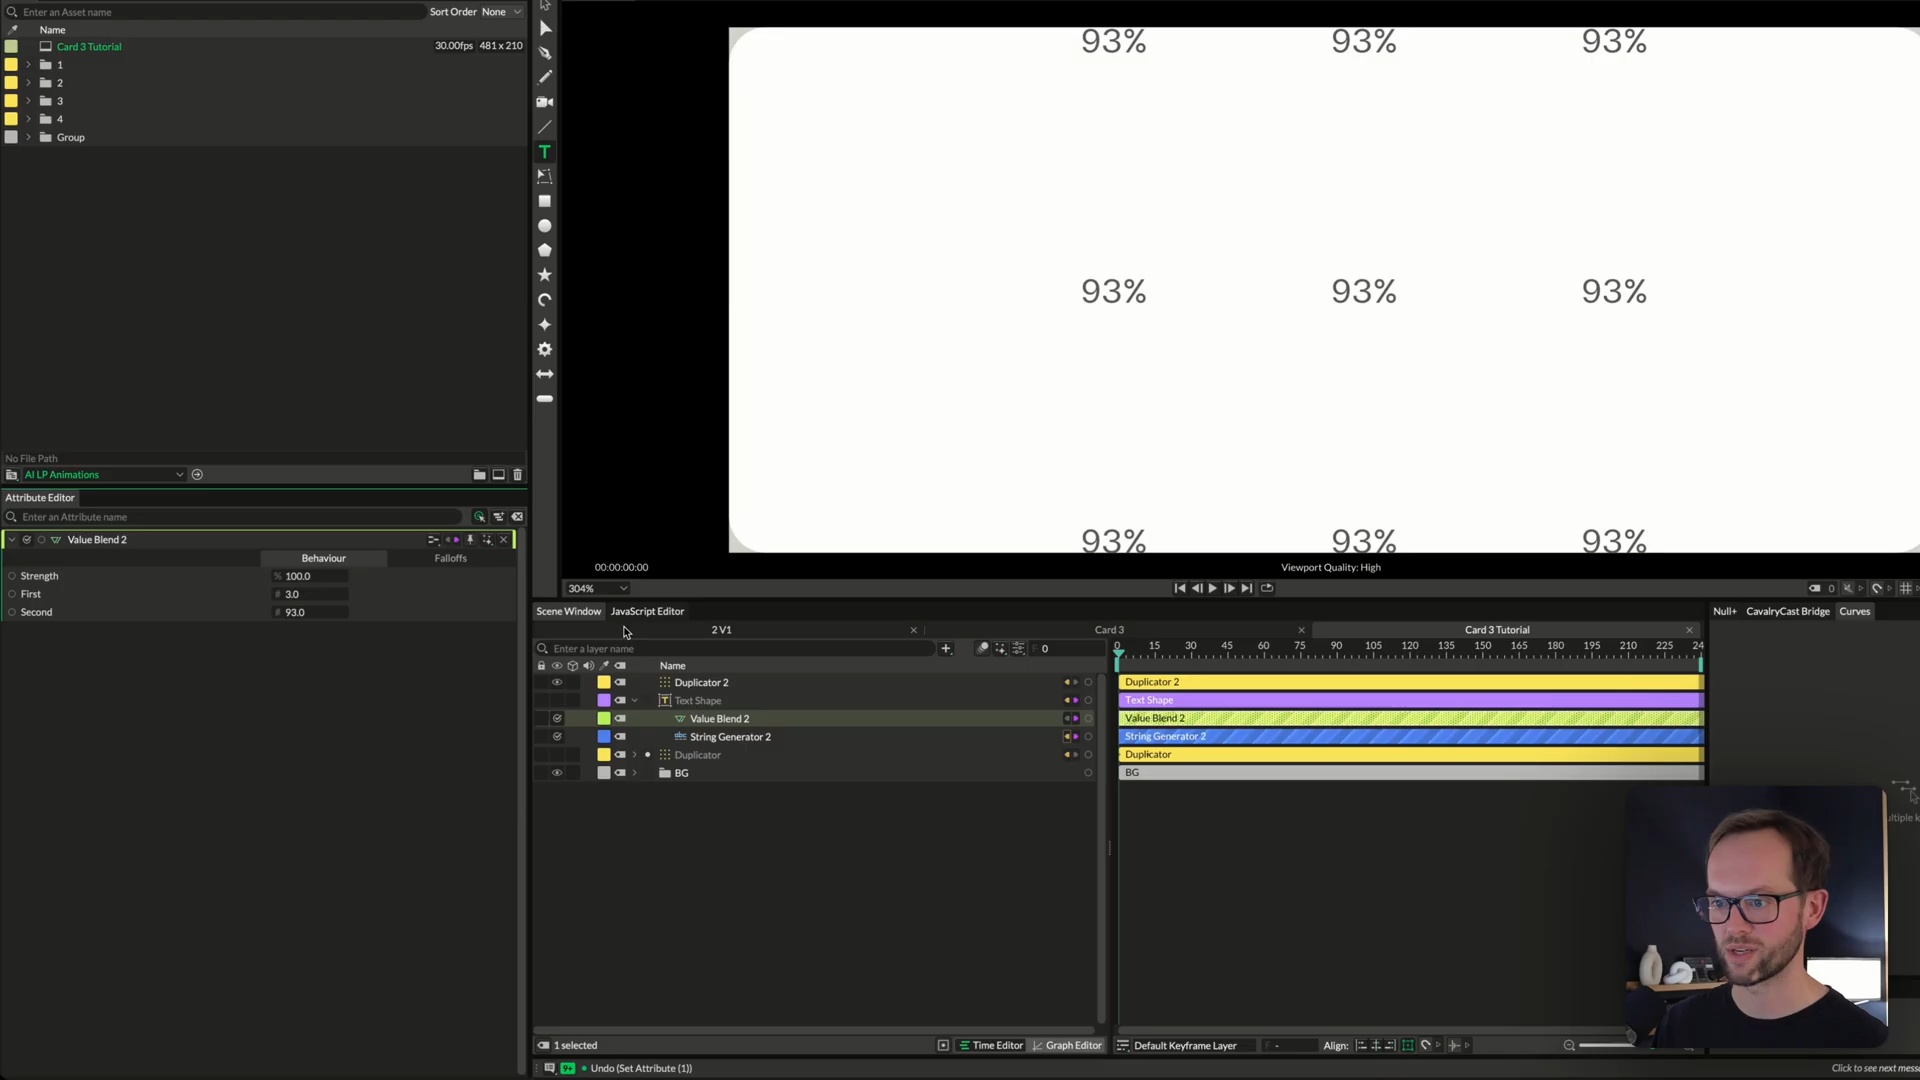 Enter an Asset name
Sort Order None
Name
Card 3 Tutorial 30.00fps 481 x 210
1
2
3
4
Group
No File Path
AI LP Animations
Attribute Editor
Enter an Attribute name
Value Blend 2
Behaviour Falloffs
Strength % 100.0
First # 3.0
Second # 93.0
T
93% 93% 93%
93% 93% 93%
93% 93% 93%
00:00:00:00 Viewport Quality: High
304% 0
Scene Window JavaScript Editor
Null+ CavalryCast Bridge Curves
2 V1 Card 3 Card 3 Tutorial
Enter a layer name F 0
0 15 30 45 60 75 90 105 120 135 150 165 180 195 210 225 24
Name
Duplicator 2 Duplicator 2
Text Shape Text Shape
Value Blend 2 Value Blend 2
String Generator 2 String Generator 2
Duplicator Duplicator
BG BG
1 selected
Time Editor Graph Editor
Default Keyframe Layer F - Align:
9+ Undo (Set Attribute (1))
Click to see next mess